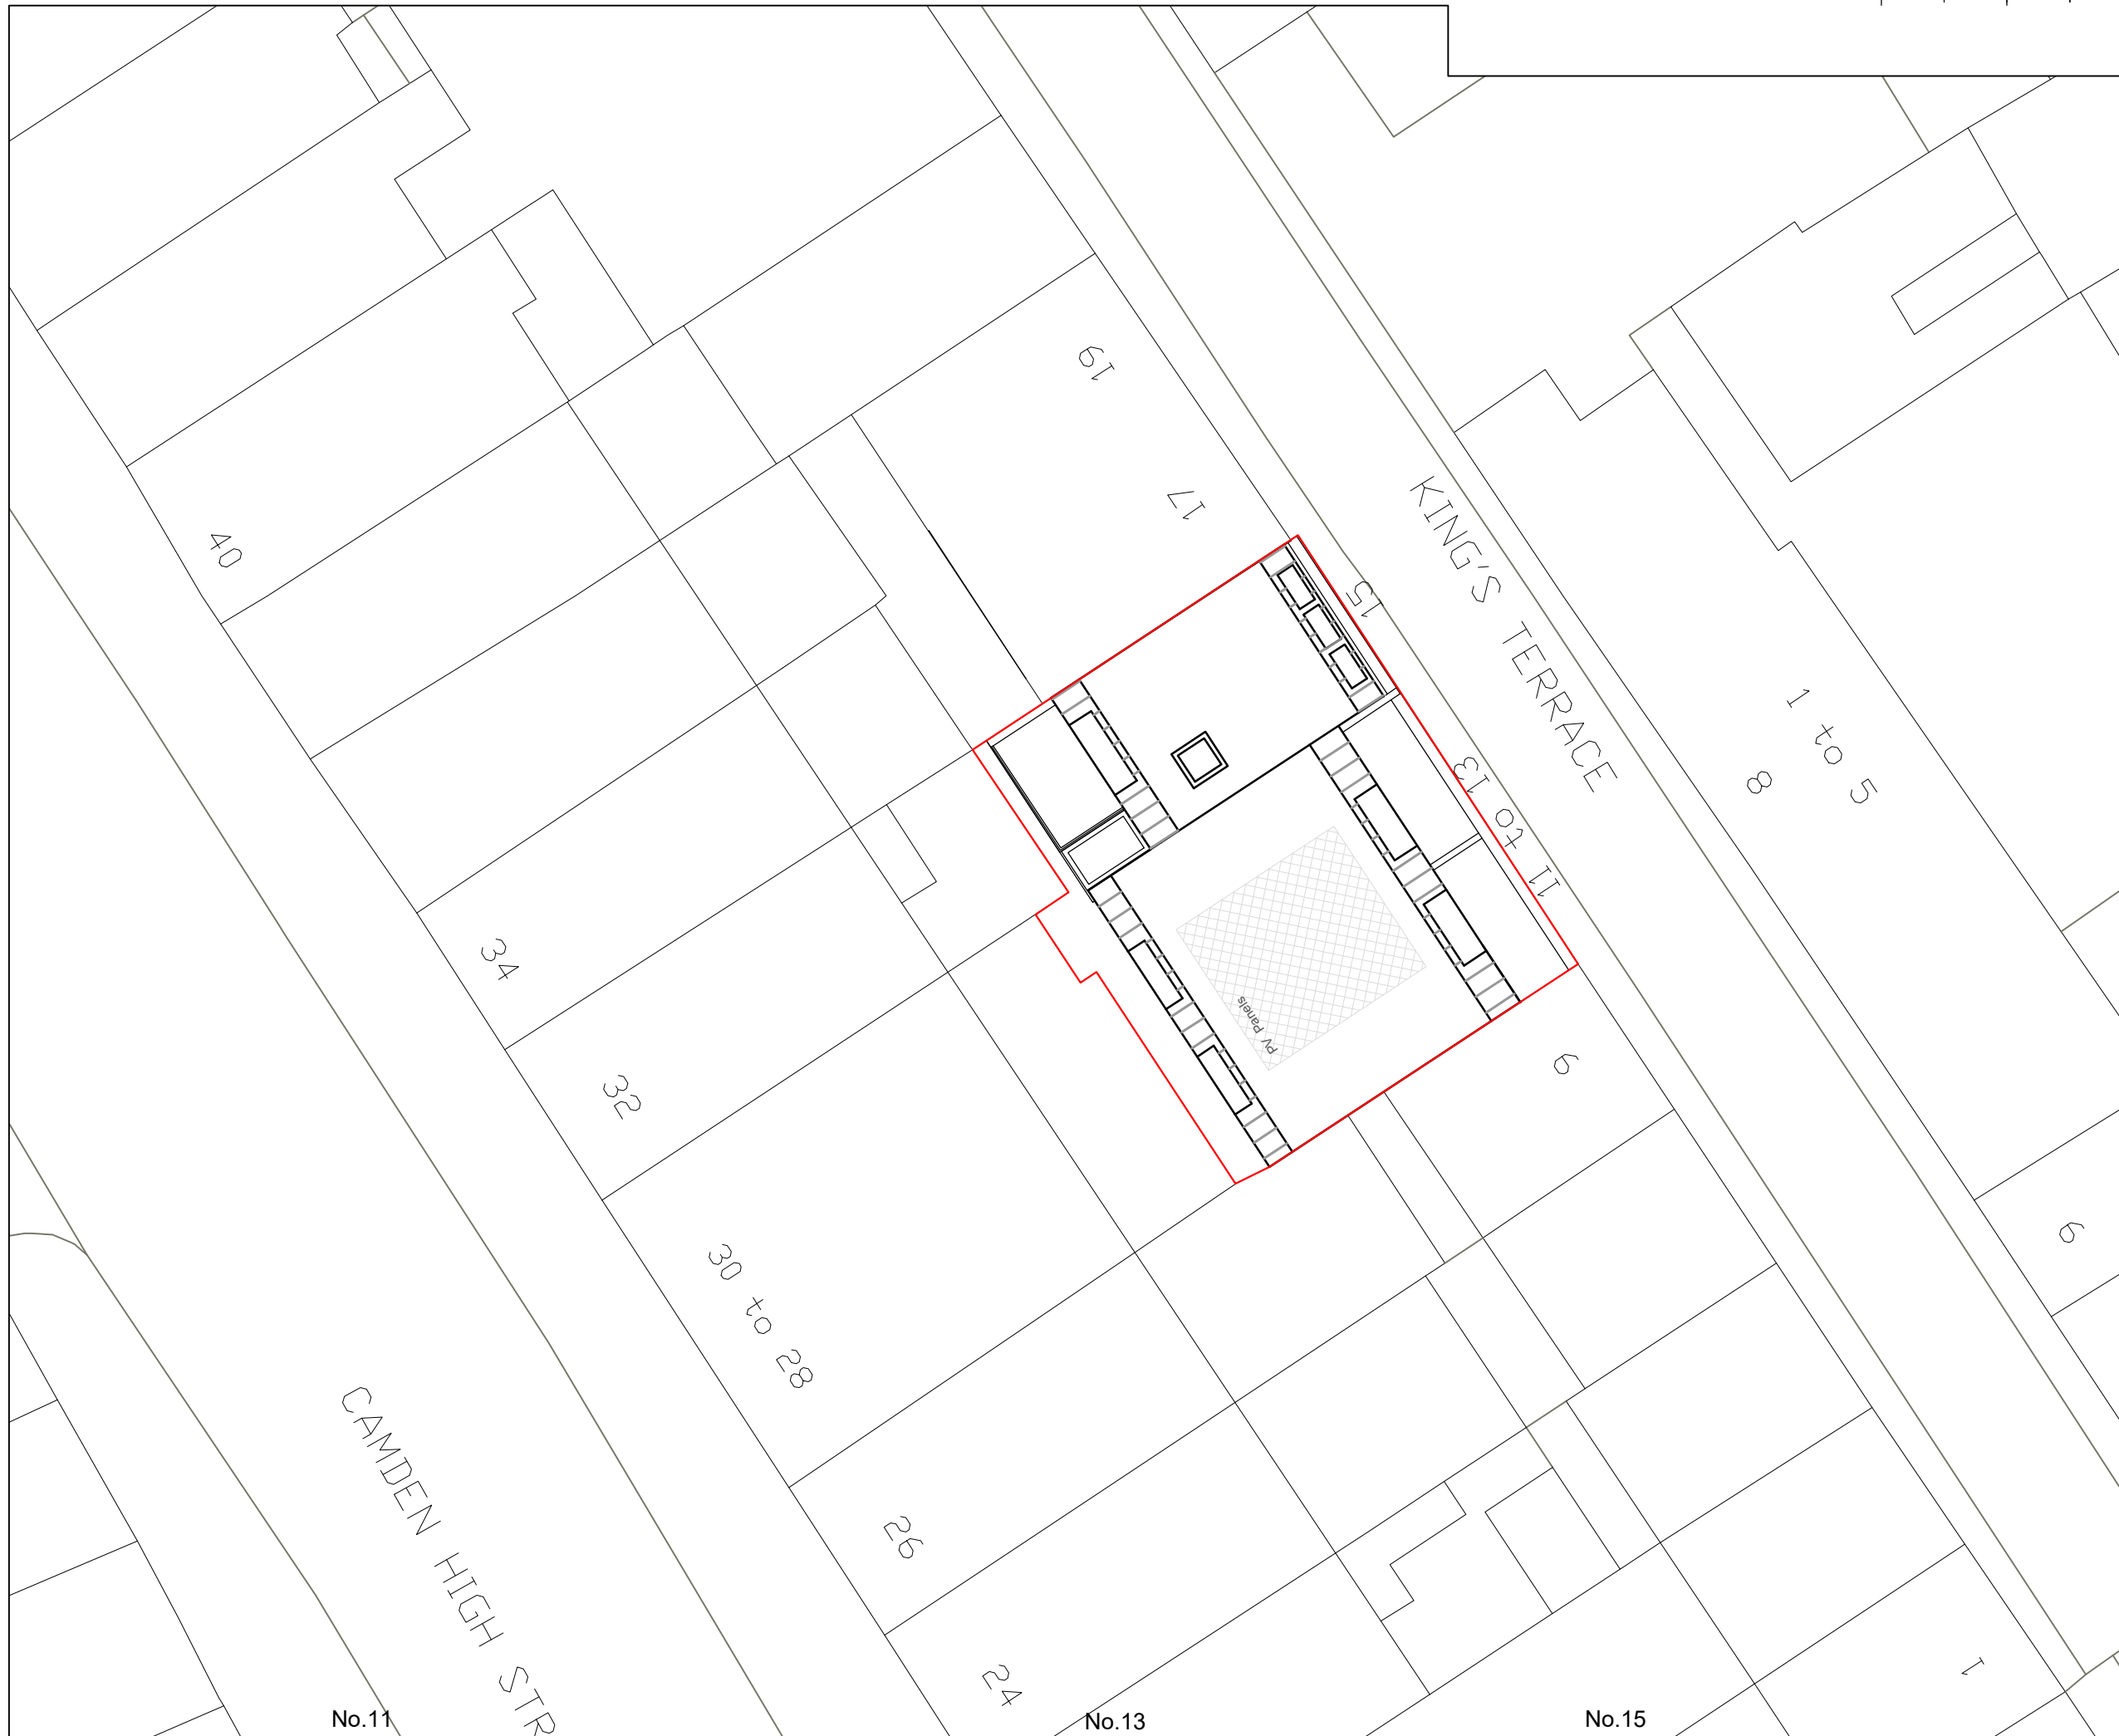 19
17
40
KING'S TERRACE
15
1 to 5
8
11 to 13
34
PV Panels
9
32
6
30 to 28
CAMDEN HIGH STR
26
24
1
No.11
No.13
No.15